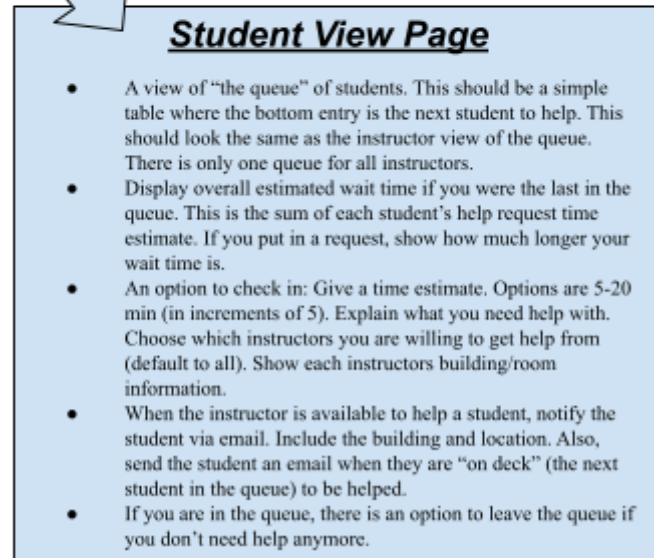 Student View Page
● A view of “the queue” of students. This should be a simple
table where the bottom entry is the next student to help. This
should look the same as the instructor view of the queue.
There is only one queue for all instructors.
● Display overall estimated wait time if you were the last in the
queue. This is the sum of each student’s help request time
estimate. If you put in a request, show how much longer your
wait time is.
● An option to check in: Give a time estimate. Options are 5-20
min (in increments of 5). Explain what you need help with.
Choose which instructors you are willing to get help from
(default to all). Show each instructors building/room
information.
● When the instructor is available to help a student, notify the
student via email. Include the building and location. Also,
send the student an email when they are “on deck” (the next
student in the queue) to be helped.
● If you are in the queue, there is an option to leave the queue if
you don’t need help anymore.